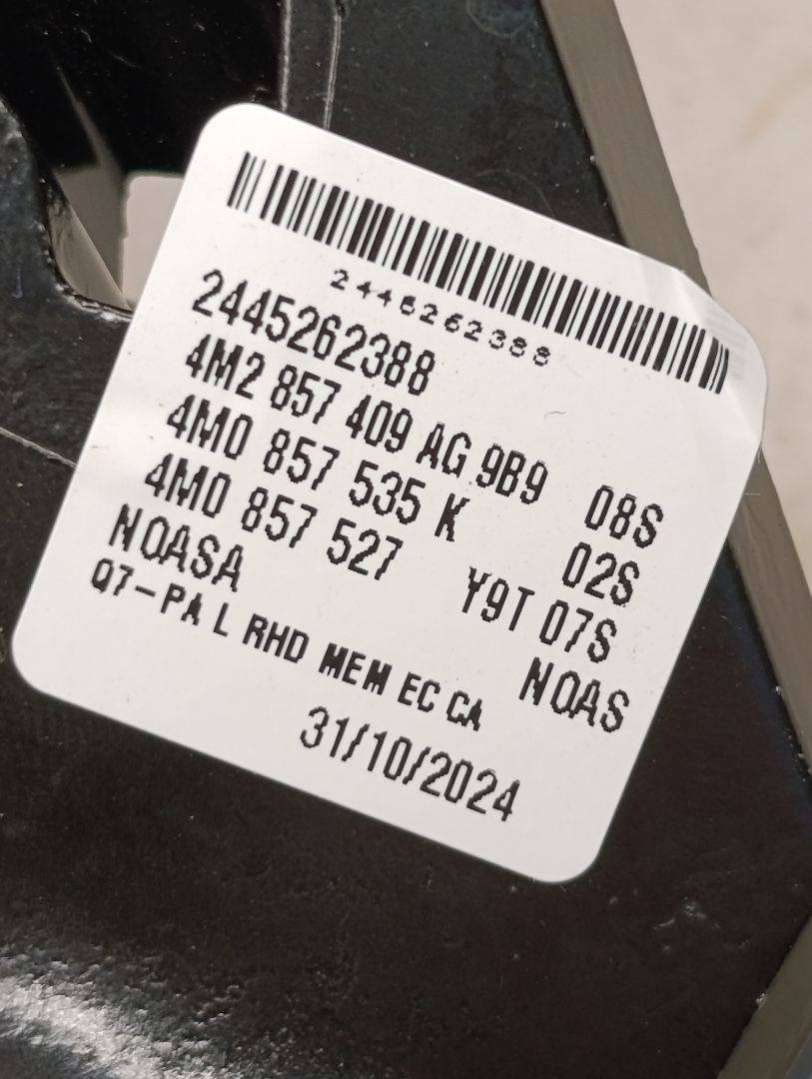 2445262388
2445262388
4M2 857 409 AG 9B9 08S
4M0 857 535 K 02S
4M0 857 527 Y9T 07S
NOASA NOAS
Q7-PA L RHD MEM EC CA
31/10/2024